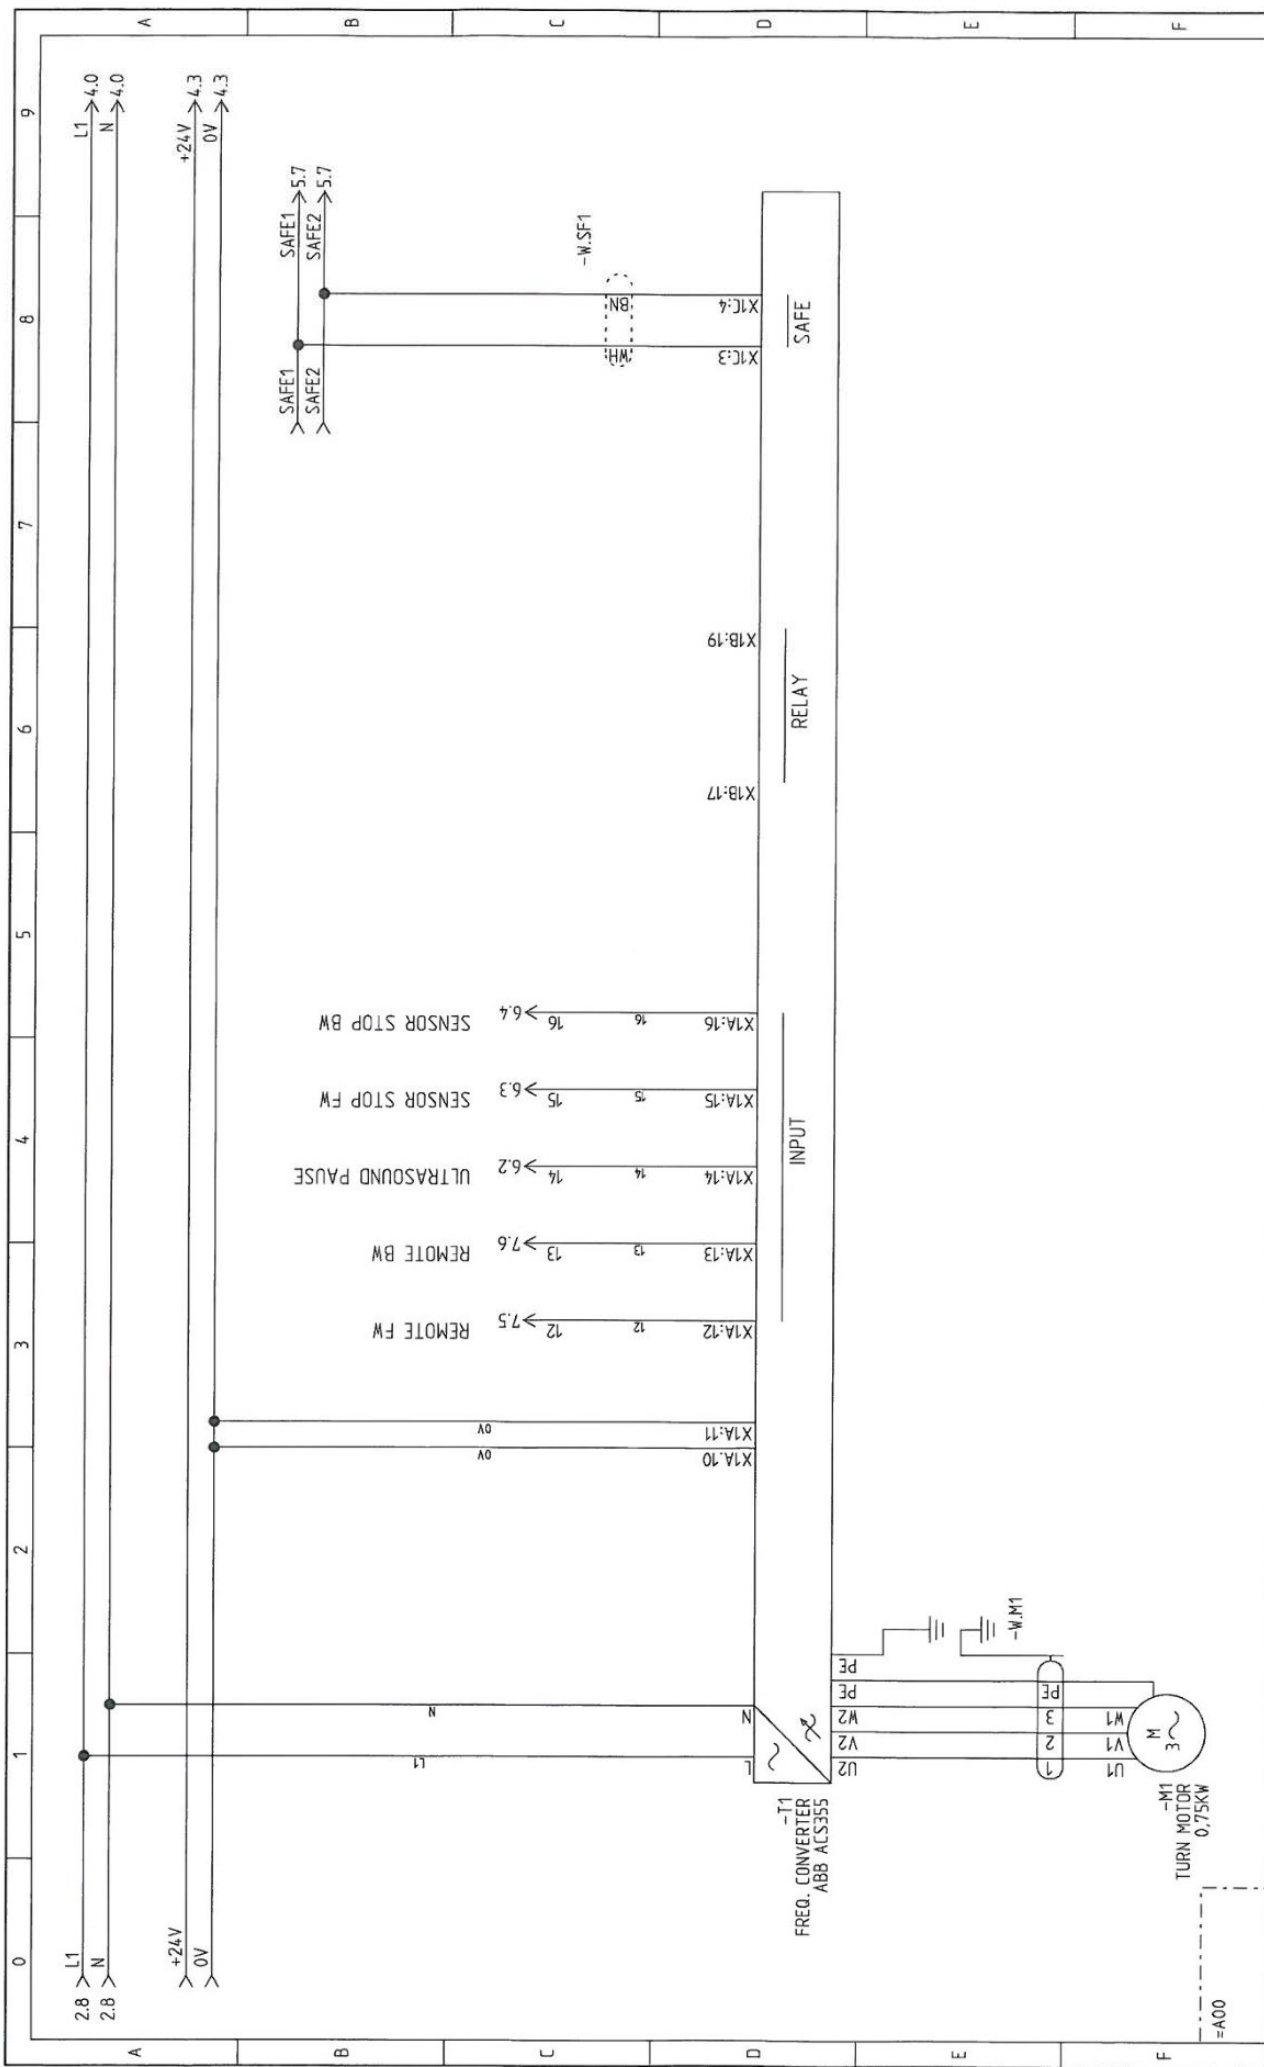 0 1 2 3 4 5 6 7 8 9
A
B
C
D
E
F
A
B
C
D
E
F
2.8 L1
L1 4.0
2.8 N
N 4.0
+24V
+24V 4.3
0V
0V 4.3
SAFE1
SAFE1 5.7
SAFE2
SAFE2 5.7
REMOTE FW
REMOTE BW
ULTRASOUND PAUSE
SENSOR STOP FW
SENSOR STOP BW
7.5
7.6
6.2
6.3
6.4
12
13
14
15
16
L1
N
0V
0V
12
13
14
15
16
WH
BN
-W.SF1
L
N
X1A:10
X1A:11
X1A:12
X1A:13
X1A:14
X1A:15
X1A:16
X1B:17
X1B:19
X1C:3
X1C:4
-T1
FREQ. CONVERTER
ABB ACS355
INPUT
RELAY
SAFE
U2
V2
W2
PE
PE
1
2
3
PE
-W.M1
U1
V1
W1
-M1
TURN MOTOR
0,75KW
M
3
=A00